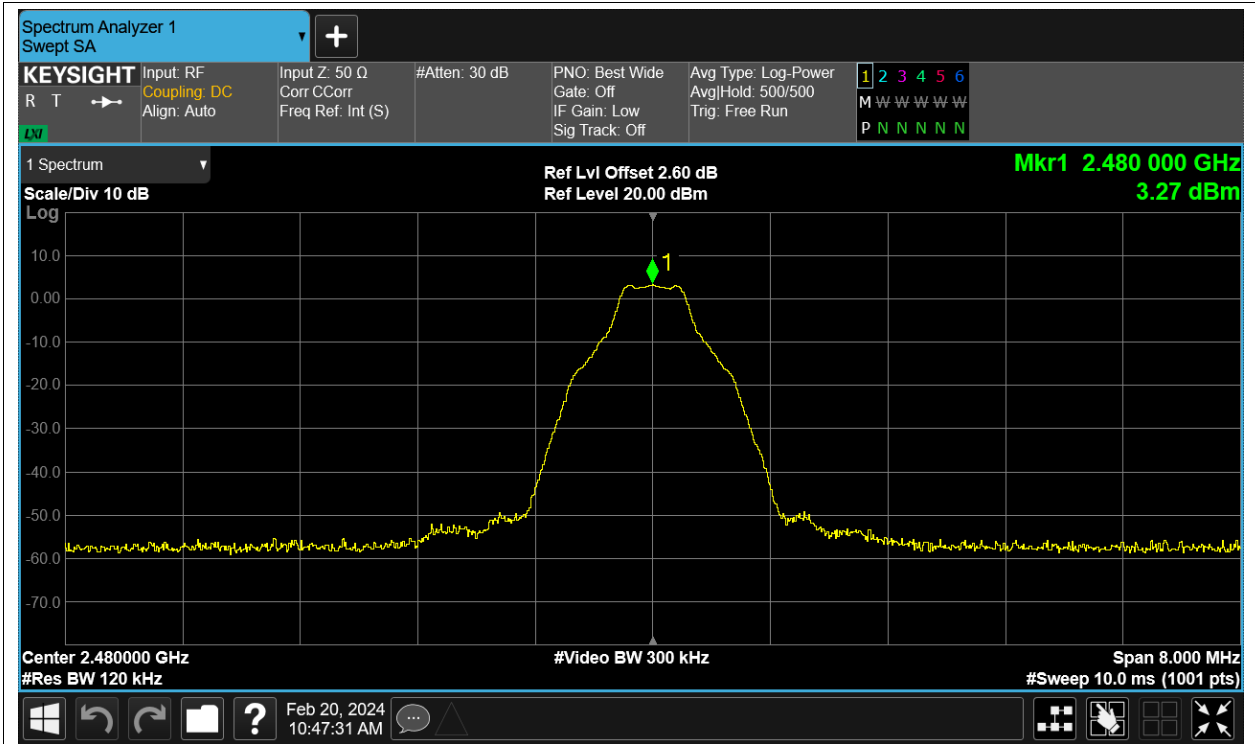 Spectrum Analyzer 1
Swept SA
KEYSIGHT
R T
LXI
Input: RF
Coupling: DC
Align: Auto
Input Z: 50 Ω
Corr CCorr
Freq Ref: Int (S)
#Atten: 30 dB
PNO: Best Wide
Gate: Off
IF Gain: Low
Sig Track: Off
Avg Type: Log-Power
Avg|Hold: 500/500
Trig: Free Run
1 2 3 4 5 6
M W W W W W
P N N N N N
1 Spectrum
Scale/Div 10 dB
Log
Ref Lvl Offset 2.60 dB
Ref Level 20.00 dBm
Mkr1 2.480 000 GHz
3.27 dBm
1
10.0
0.00
-10.0
-20.0
-30.0
-40.0
-50.0
-60.0
-70.0
Center 2.480000 GHz
#Res BW 120 kHz
#Video BW 300 kHz
Span 8.000 MHz
#Sweep 10.0 ms (1001 pts)
?
Feb 20, 2024
10:47:31 AM